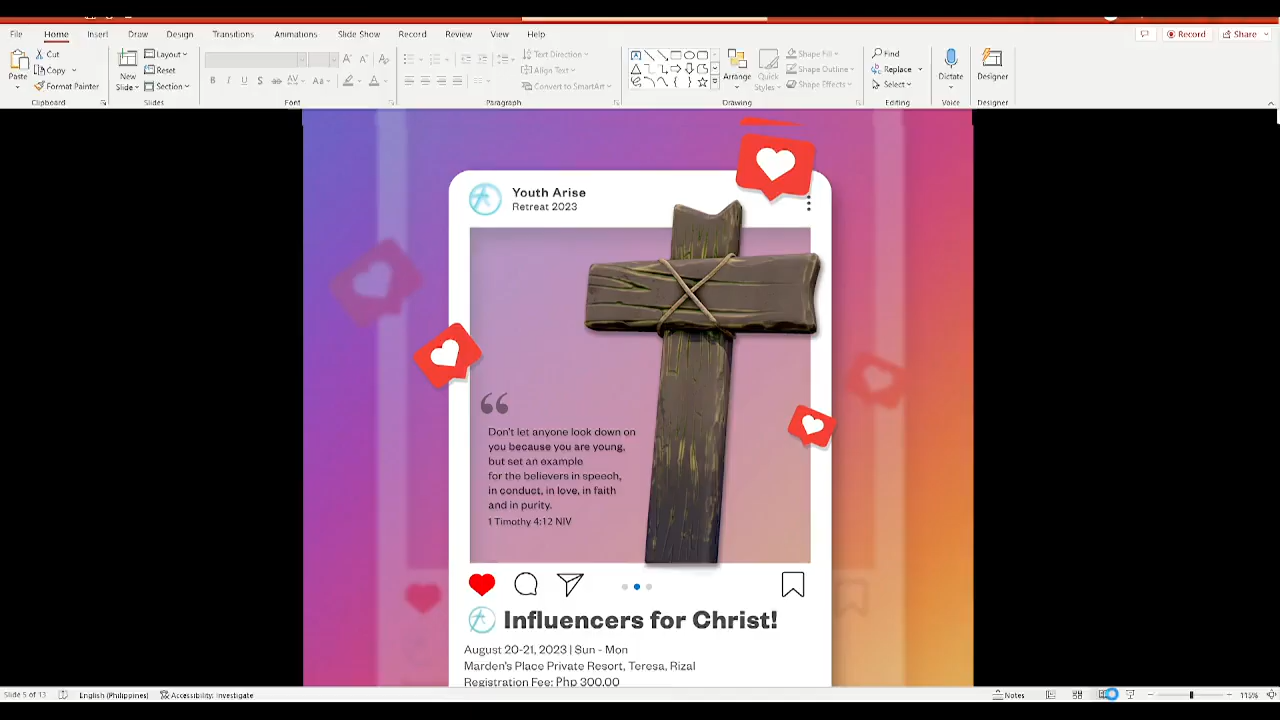 File Home Insert Draw Design Transitions Animations Slide Show Record Review View Help Record Share
Paste
Cut
Copy
Format Painter
Clipboard
New
Slide
Layout
Reset
Section
Slides
Font
Text Direction
Align Text
Convert to SmartArt
Paragraph
Arrange
Quick
Styles
Shape Fill
Shape Outline
Shape Effects
Drawing
Find
Replace
Select
Editing
Dictate
Voice
Designer
Designer
Youth Arise
Retreat 2023
“
Don't let anyone look down on
you because you are young,
but set an example
for the believers in speech,
in conduct, in love, in faith
and in purity.
1 Timothy 4:12 NIV
Influencers for Christ!
August 20-21, 2023 | Sun - Mon
Marden's Place Private Resort, Teresa, Rizal
Registration Fee: Php 300.00
Slide 5 of 13 English (Philippines) Accessibility: Investigate Notes 115%